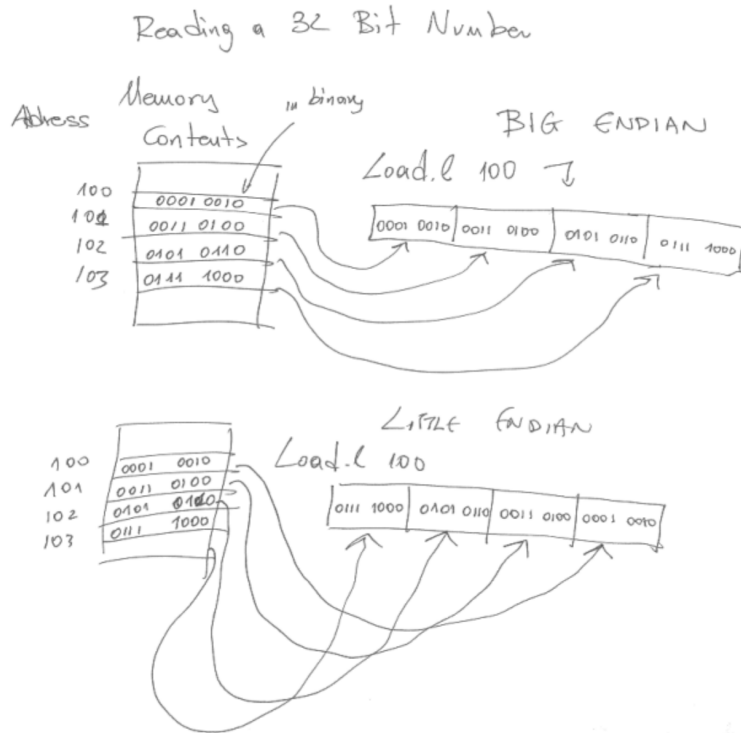 Reading a 32 Bit Number
Address
Memory
Contents
in binary
100
0001 0010
101
0011 0100
102
0101 0110
103
0111 1000
BIG ENDIAN
Load.l 100
0001 0010 0011 0100 0101 0110 0111 1000
LITTLE ENDIAN
100
0001 0010
101
0011 0100
102
0101 0110
103
0111 1000
Load.l 100
0111 1000 0101 0110 0011 0100 0001 0010